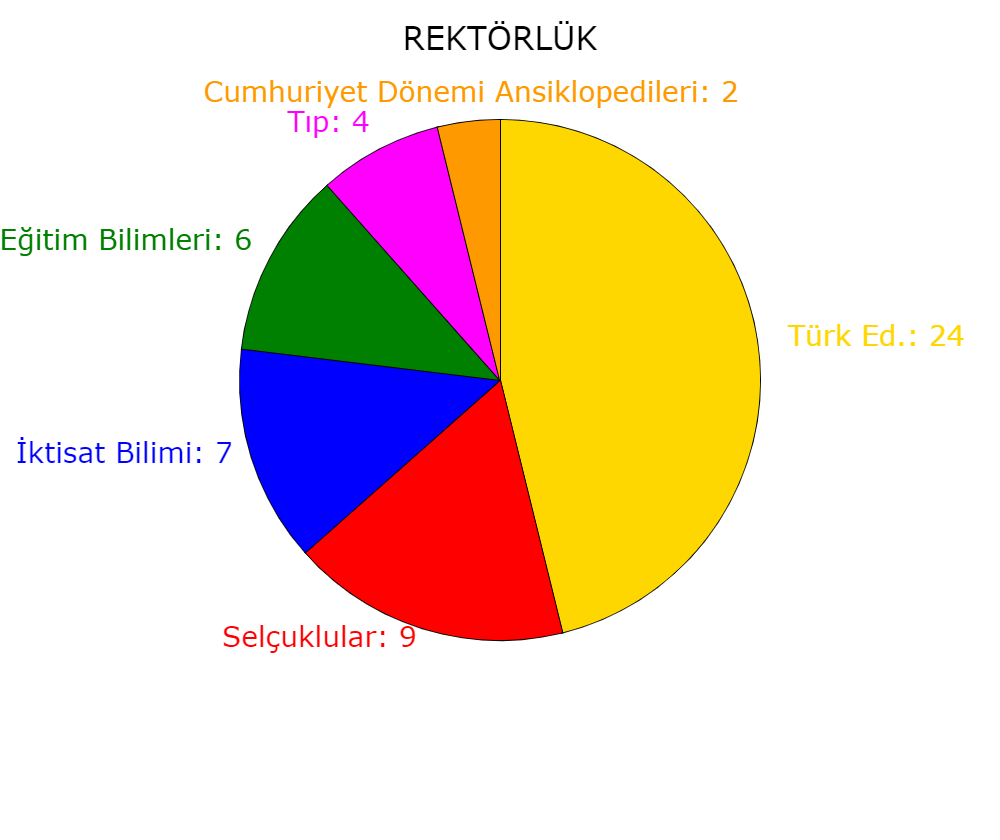 REKTÖRLÜK
Cumhuriyet Dönemi Ansiklopedileri: 2
Tıp: 4
Eğitim Bilimleri: 6
Türk Ed.: 24
İktisat Bilimi: 7
Selçuklular: 9